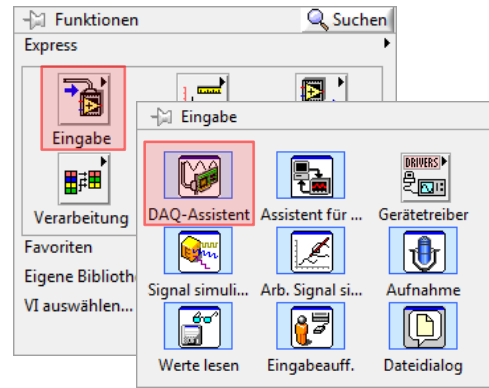 Funktionen
Suchen
Express
Eingabe
Eingabe
DAQ-Assistent
Assistent für ...
DRIVERS
Gerätetreiber
Verarbeitung
Favoriten
Signal simuli...
Arb. Signal si...
Aufnahme
Eigene Biblioth
VI auswählen...
Werte lesen
Eingabeauff.
Dateidialog